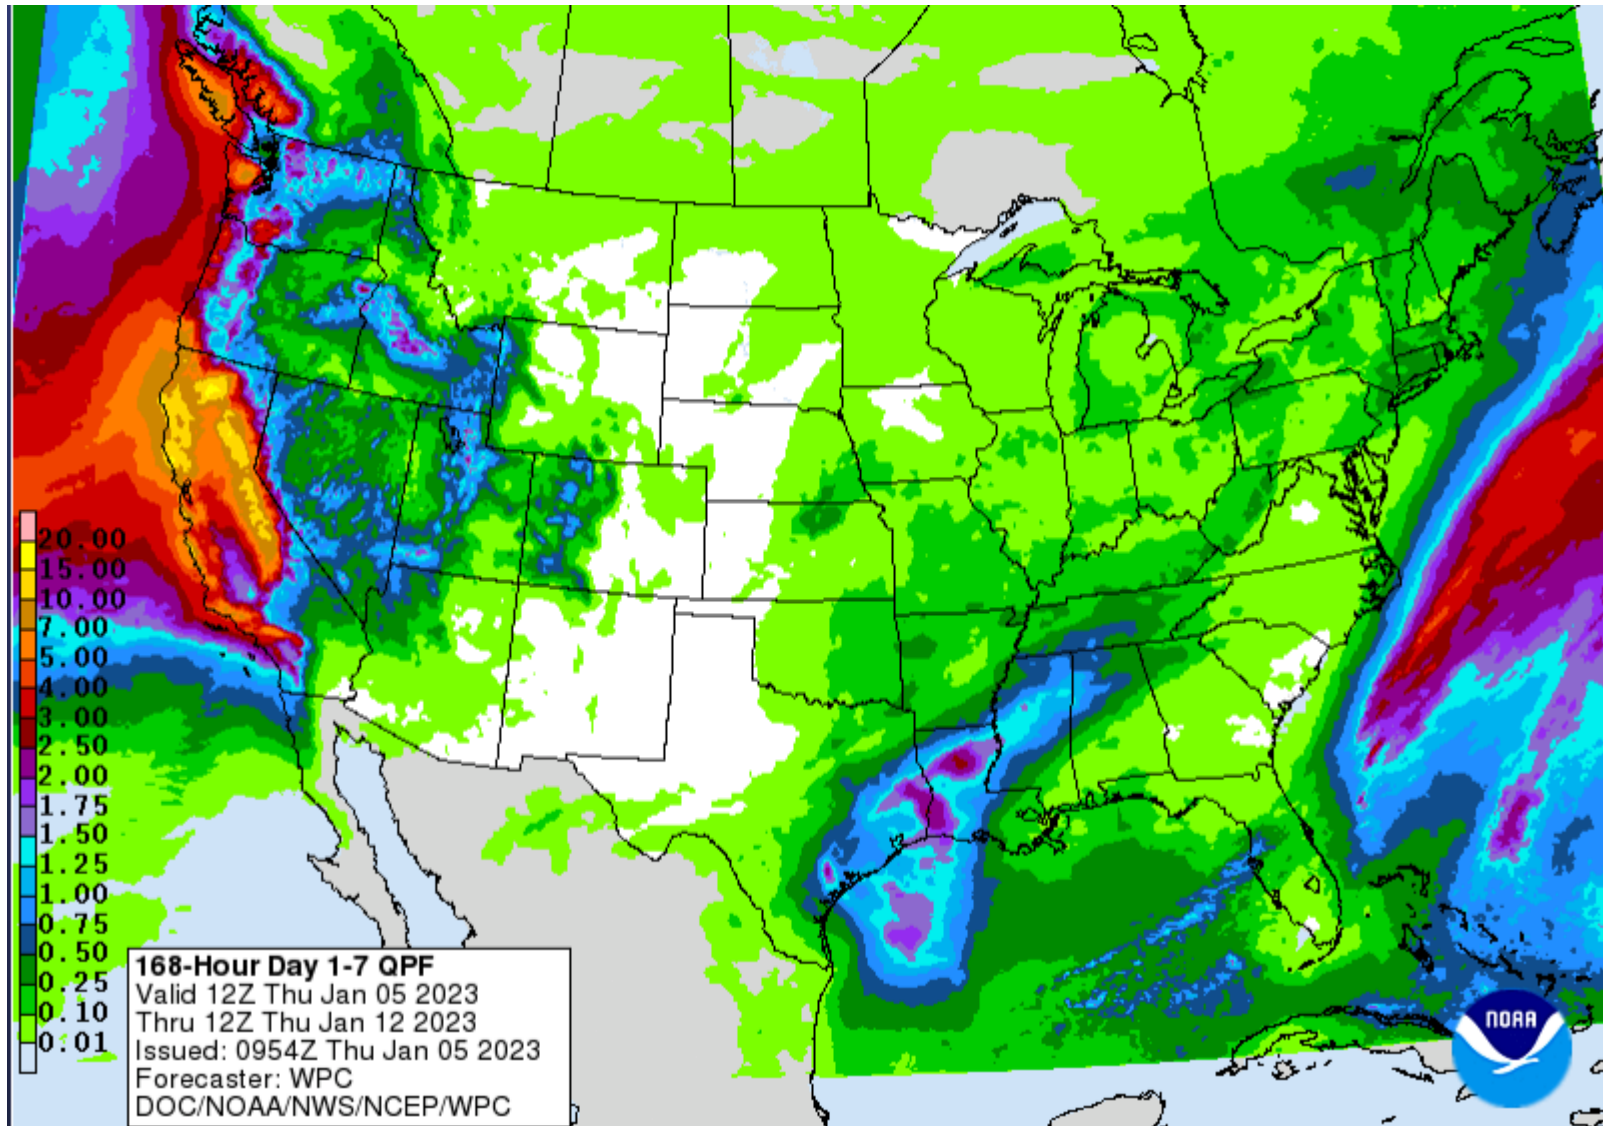 20.00
15.00
10.00
7.00
5.00
4.00
3.00
2.50
2.00
1.75
1.50
1.25
1.00
0.75
0.50
0.25
0.10
0.01
168-Hour Day 1-7 QPF
Valid 12Z Thu Jan 05 2023
Thru 12Z Thu Jan 12 2023
Issued: 0954Z Thu Jan 05 2023
Forecaster: WPC
DOC/NOAA/NWS/NCEP/WPC
NOAA